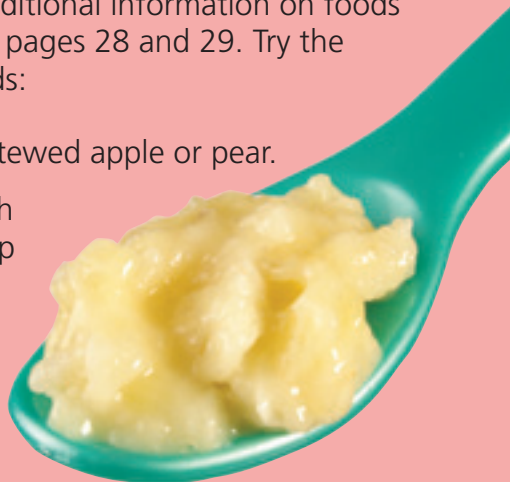 ditional information on foods
pages 28 and 29. Try the
ds:
tewed apple or pear.
h
p